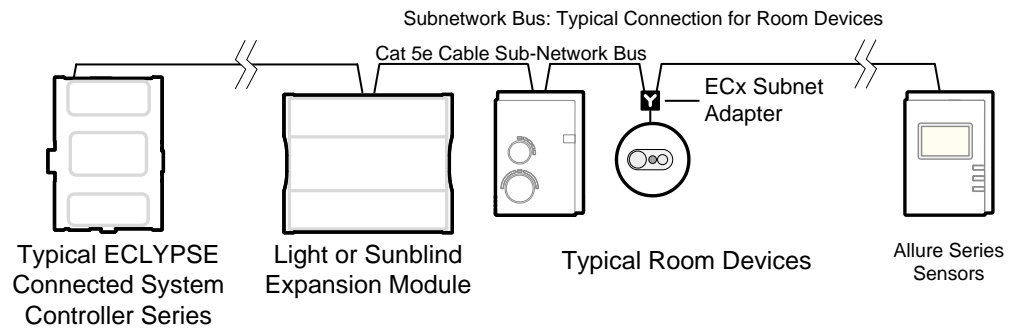 Subnetwork Bus: Typical Connection for Room Devices
Cat 5e Cable Sub-Network Bus
ECx Subnet
Adapter
Typical ECLYPSE
Connected System
Controller Series
Light or Sunblind
Expansion Module
Typical Room Devices
Allure Series
Sensors